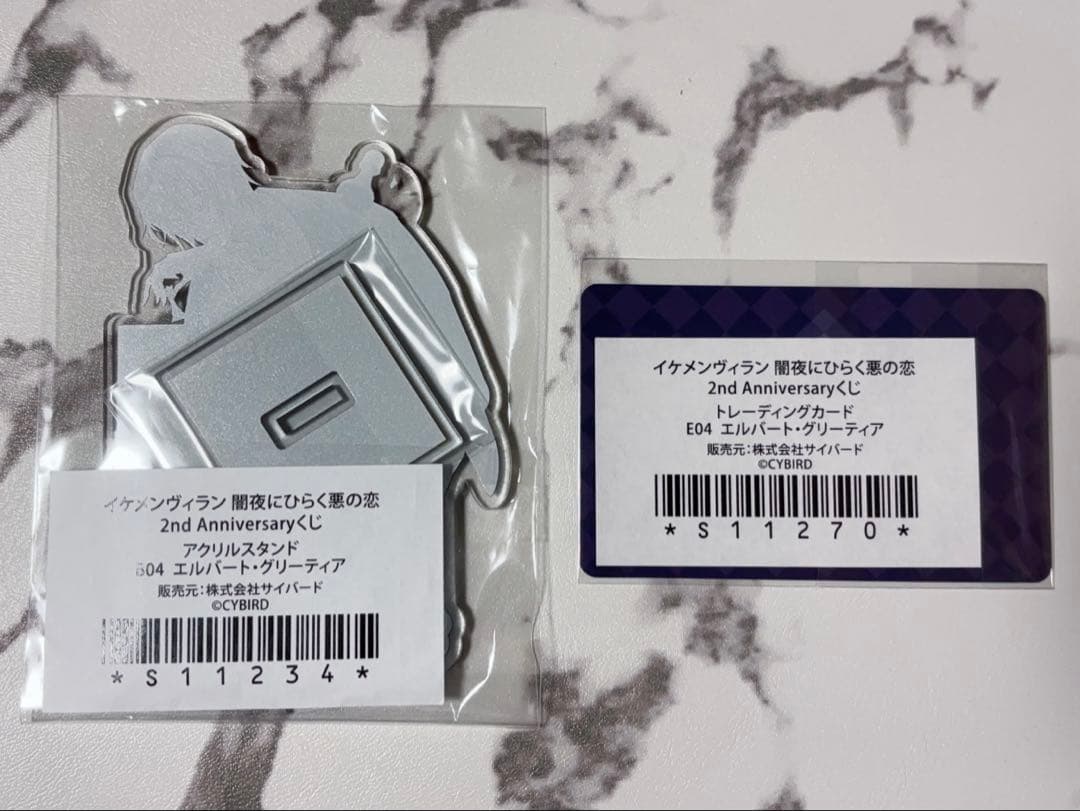 イケメンヴィラン 闇夜にひらく悪の恋
2nd Anniversaryくじ
アクリルスタンド
B04 エルバート・グリーティア
販売元：株式会社サイバード
©CYBIRD
*S11234*
イケメンヴィラン 闇夜にひらく悪の恋
2nd Anniversaryくじ
トレーディングカード
E04 エルバート・グリーティア
販売元：株式会社サイバード
©CYBIRD
*S11270*